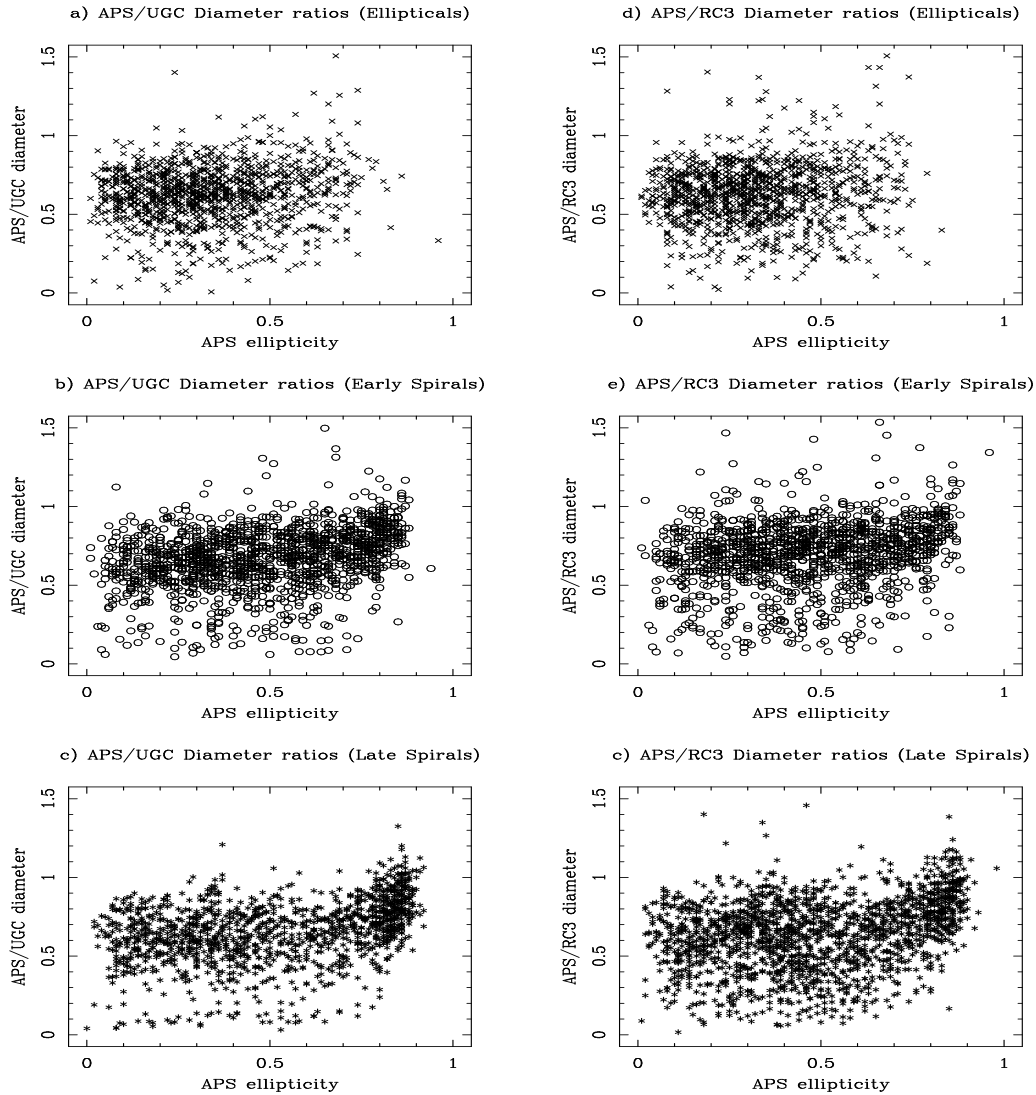 a) APS/UGC Diameter ratios (Ellipticals)
APS/UGC diameter
1.5
1
0.5
0
0 0.5 1
APS ellipticity
d) APS/RC3 Diameter ratios (Ellipticals)
APS/RC3 diameter
1.5
1
0.5
0
0 0.5 1
APS ellipticity
b) APS/UGC Diameter ratios (Early Spirals)
APS/UGC diameter
1.5
1
0.5
0
0 0.5 1
APS ellipticity
e) APS/RC3 Diameter ratios (Early Spirals)
APS/RC3 diameter
1.5
1
0.5
0
0 0.5 1
APS ellipticity
c) APS/UGC Diameter ratios (Late Spirals)
APS/UGC diameter
1.5
1
0.5
0
0 0.5 1
APS ellipticity
c) APS/RC3 Diameter ratios (Late Spirals)
APS/RC3 diameter
1.5
1
0.5
0
0 0.5 1
APS ellipticity